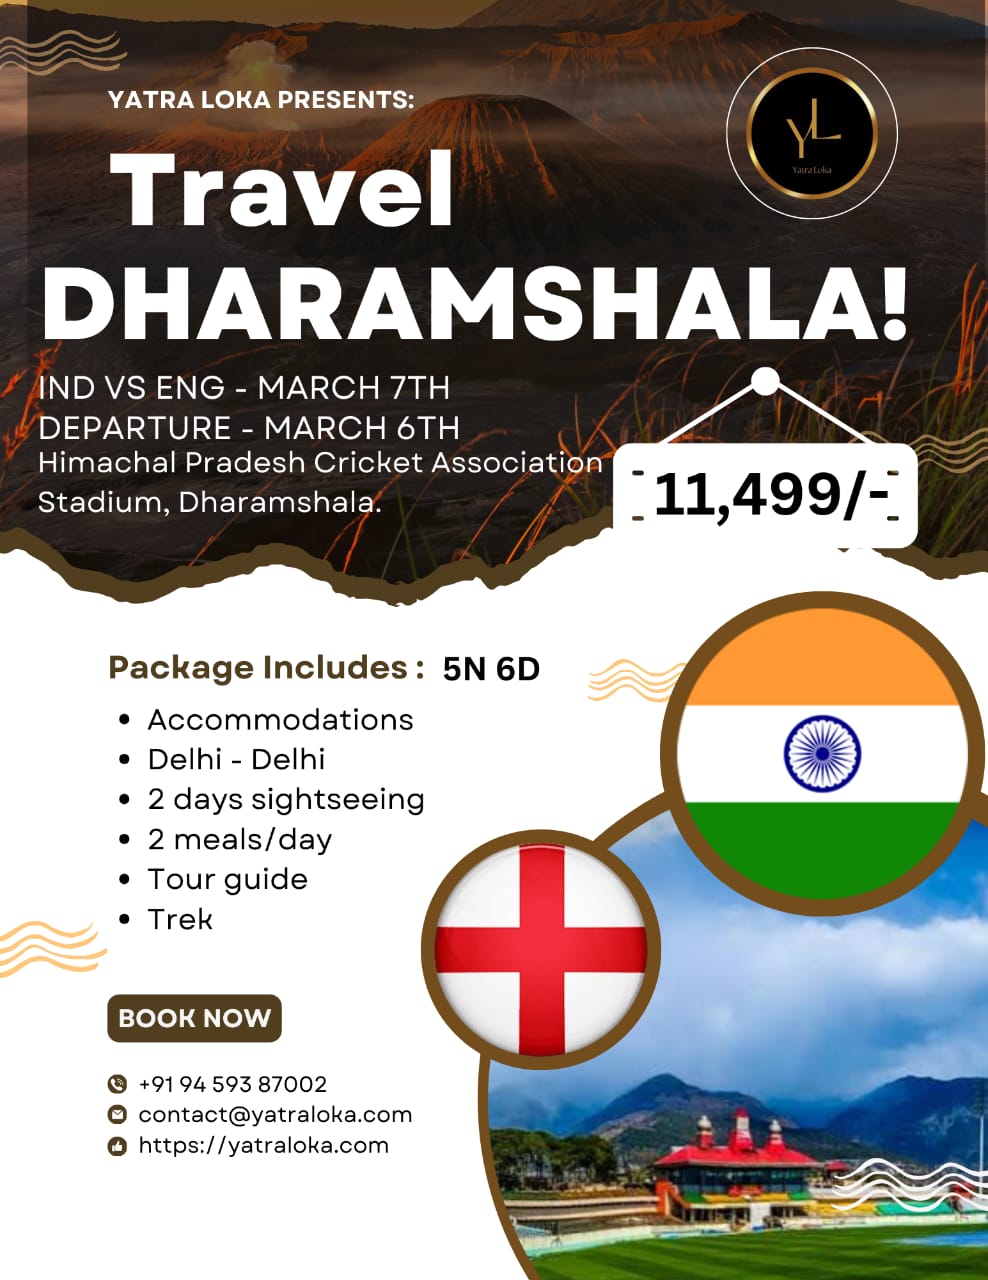 YATRA LOKA PRESENTS:
YL
Yatra Loka
Travel
DHARAMSHALA!
IND VS ENG - MARCH 7TH
DEPARTURE - MARCH 6TH
Himachal Pradesh Cricket Association
Stadium, Dharamshala.
11,499/-
Package Includes : 5N 6D
• Accommodations
• Delhi - Delhi
• 2 days sightseeing
• 2 meals/day
• Tour guide
• Trek
BOOK NOW
+91 94 593 87002
contact@yatraloka.com
https://yatraloka.com